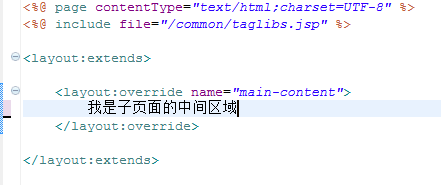 <%@ page contentType="text/html;charset=UTF-8" %>
<%@ include file="/common/taglibs.jsp" %>
<layout:extends>
<layout:override name="main-content">
我是子页面的中间区域
</layout:override>
</layout:extends>